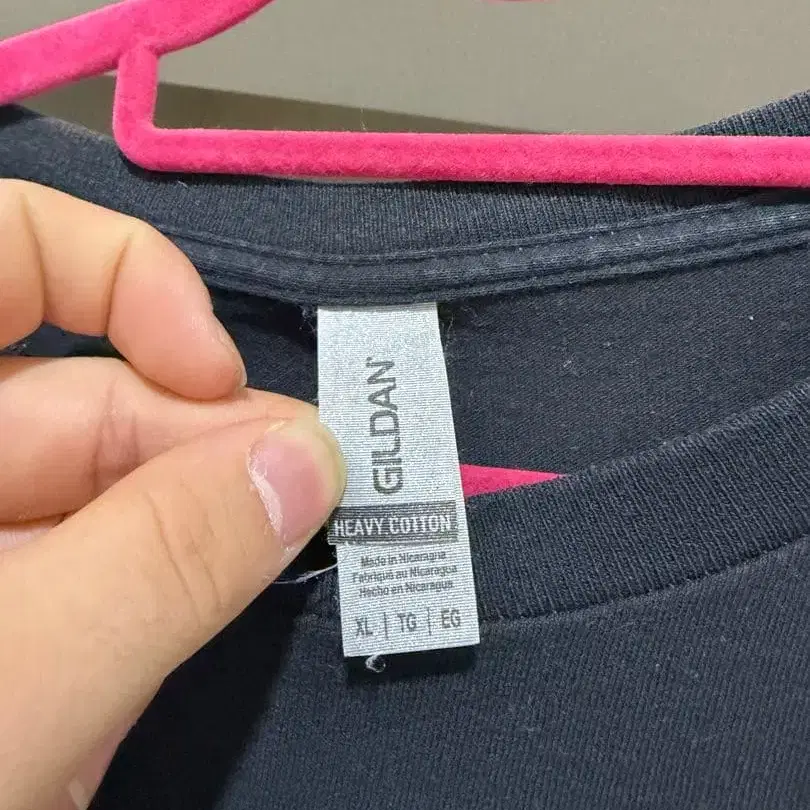 GILDAN
HEAVY COTTON
Made in Nicaragua
Fabriqué au Nicaragua
Hecho en Nicaragua
XL | TG | EG